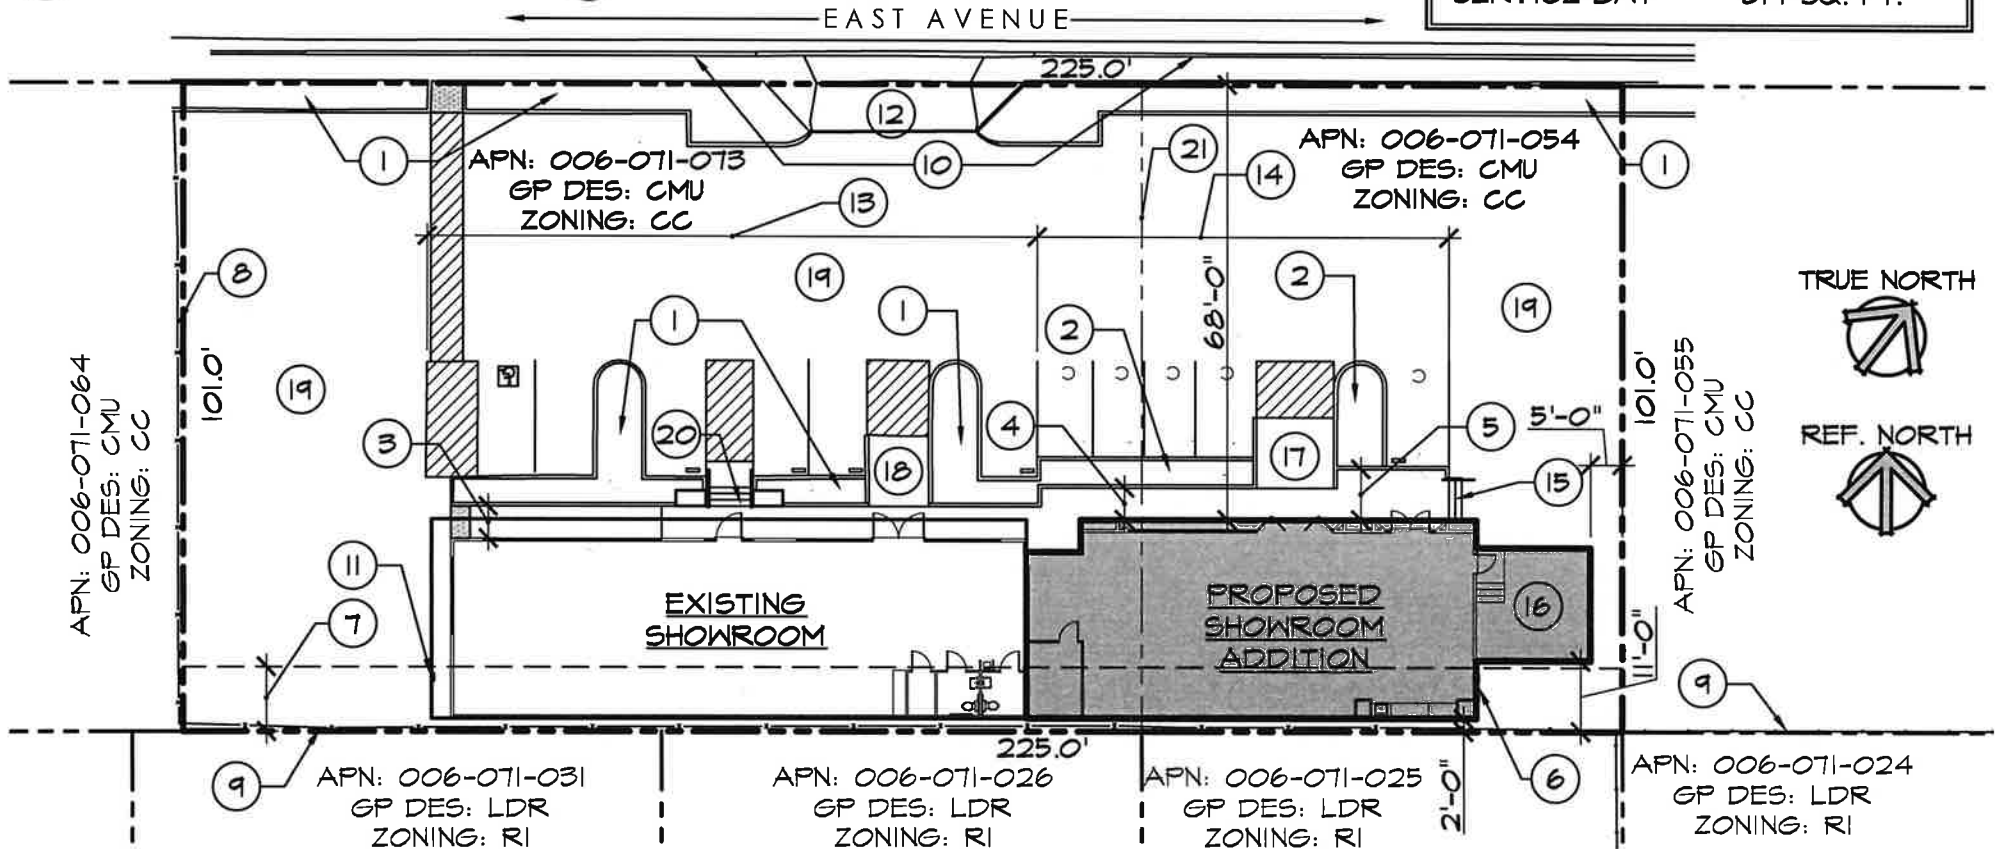 EAST AVENUE
225.0'
12
1
APN: 006-071-073
GP DES: CMU
ZONING: CC
10
21
14
APN: 006-071-054
GP DES: CMU
ZONING: CC
1
13
8
19
1
1
2
68'-0"
2
19
TRUE NORTH
101.0'
19
APN: 006-071-064
GP DES: CMU
ZONING: CC
3
20
18
4
17
5
5'-0"
101.0'
APN: 006-071-055
GP DES: CMU
ZONING: CC
REF. NORTH
15
11
7
EXISTING
SHOWROOM
PROPOSED
SHOWROOM
ADDITION
16
11'-0"
9
225.0'
9
APN: 006-071-031
GP DES: LDR
ZONING: R1
APN: 006-071-026
GP DES: LDR
ZONING: R1
APN: 006-071-025
GP DES: LDR
ZONING: R1
2'-0"
6
APN: 006-071-024
GP DES: LDR
ZONING: R1